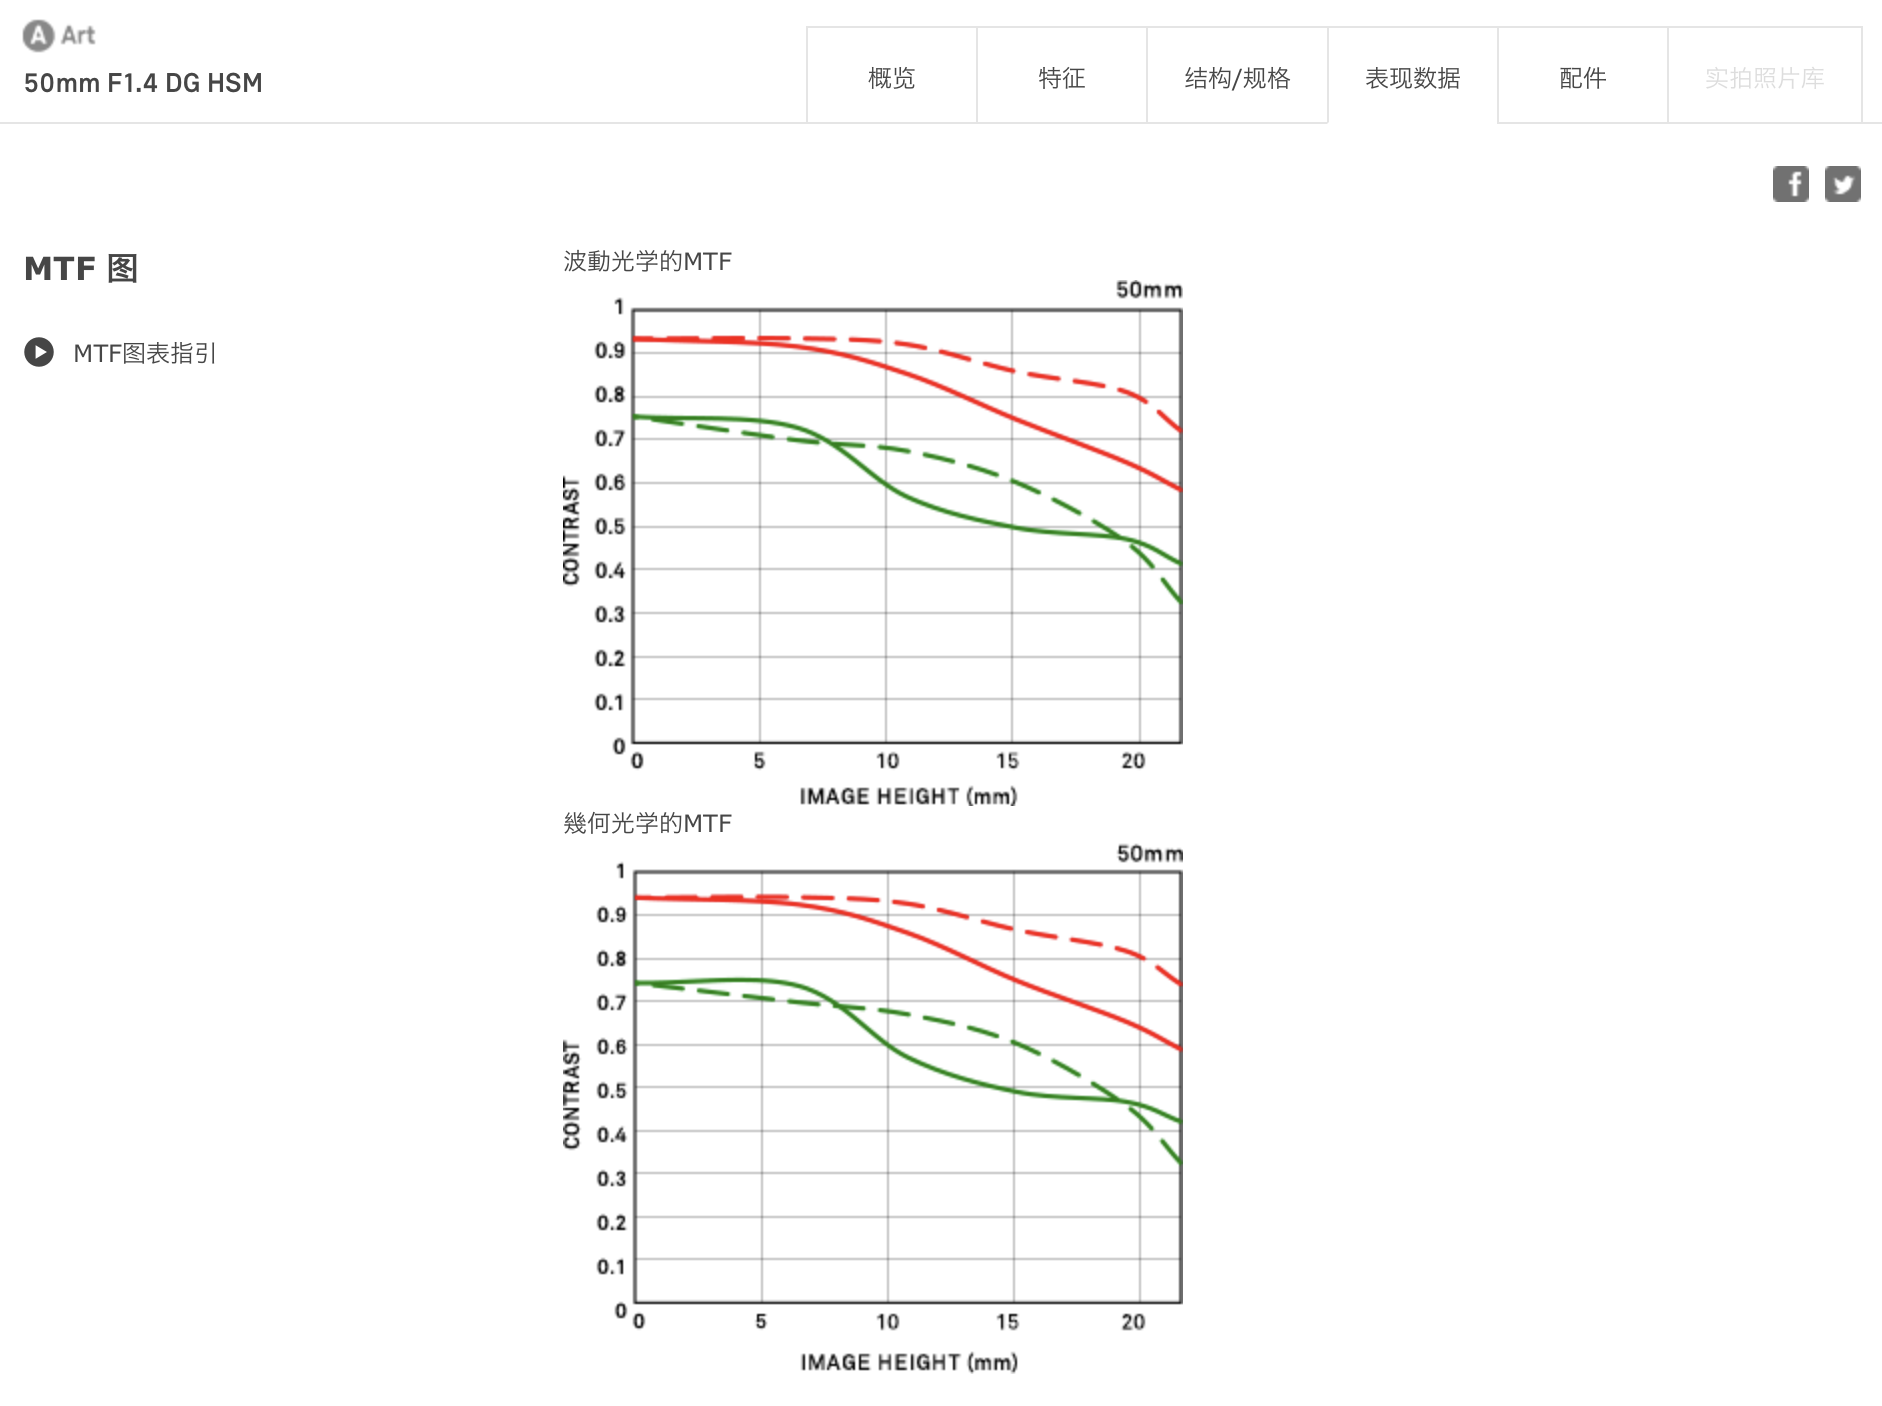 A Art
50mm F1.4 DG HSM
概览
特征
结构/规格
表现数据
配件
实拍照片库
MTF 图
MTF图表指引
波動光学的MTF
50mm
1
0.9
0.8
0.7
0.6
0.5
0.4
0.3
0.2
0.1
0
CONTRAST
0 5 10 15 20
IMAGE HEIGHT (mm)
幾何光学的MTF
50mm
1
0.9
0.8
0.7
0.6
0.5
0.4
0.3
0.2
0.1
0
CONTRAST
0 5 10 15 20
IMAGE HEIGHT (mm)